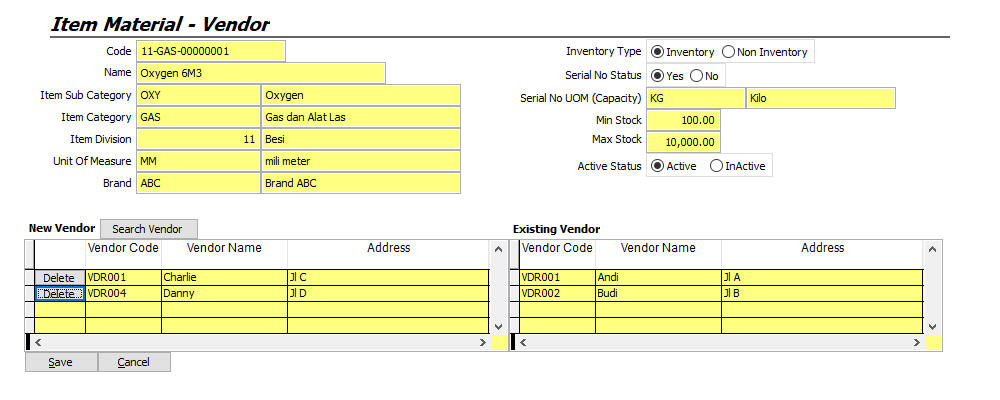 Item Material - Vendor
Code 11-GAS-00000001
Name Oxygen 6M3
Item Sub Category OXY Oxygen
Item Category GAS Gas dan Alat Las
Item Division 11 Besi
Unit Of Measure MM mili meter
Brand ABC Brand ABC
Inventory Type Inventory Non Inventory
Serial No Status Yes No
Serial No UOM (Capacity) KG Kilo
Min Stock 100.00
Max Stock 10,000.00
Active Status Active InActive
New Vendor Search Vendor
Vendor Code Vendor Name Address
Delete VDR001 Charlie Jl C
Delete VDR004 Danny Jl D
Existing Vendor
Vendor Code Vendor Name Address
VDR001 Andi Jl A
VDR002 Budi Jl B
Save Cancel